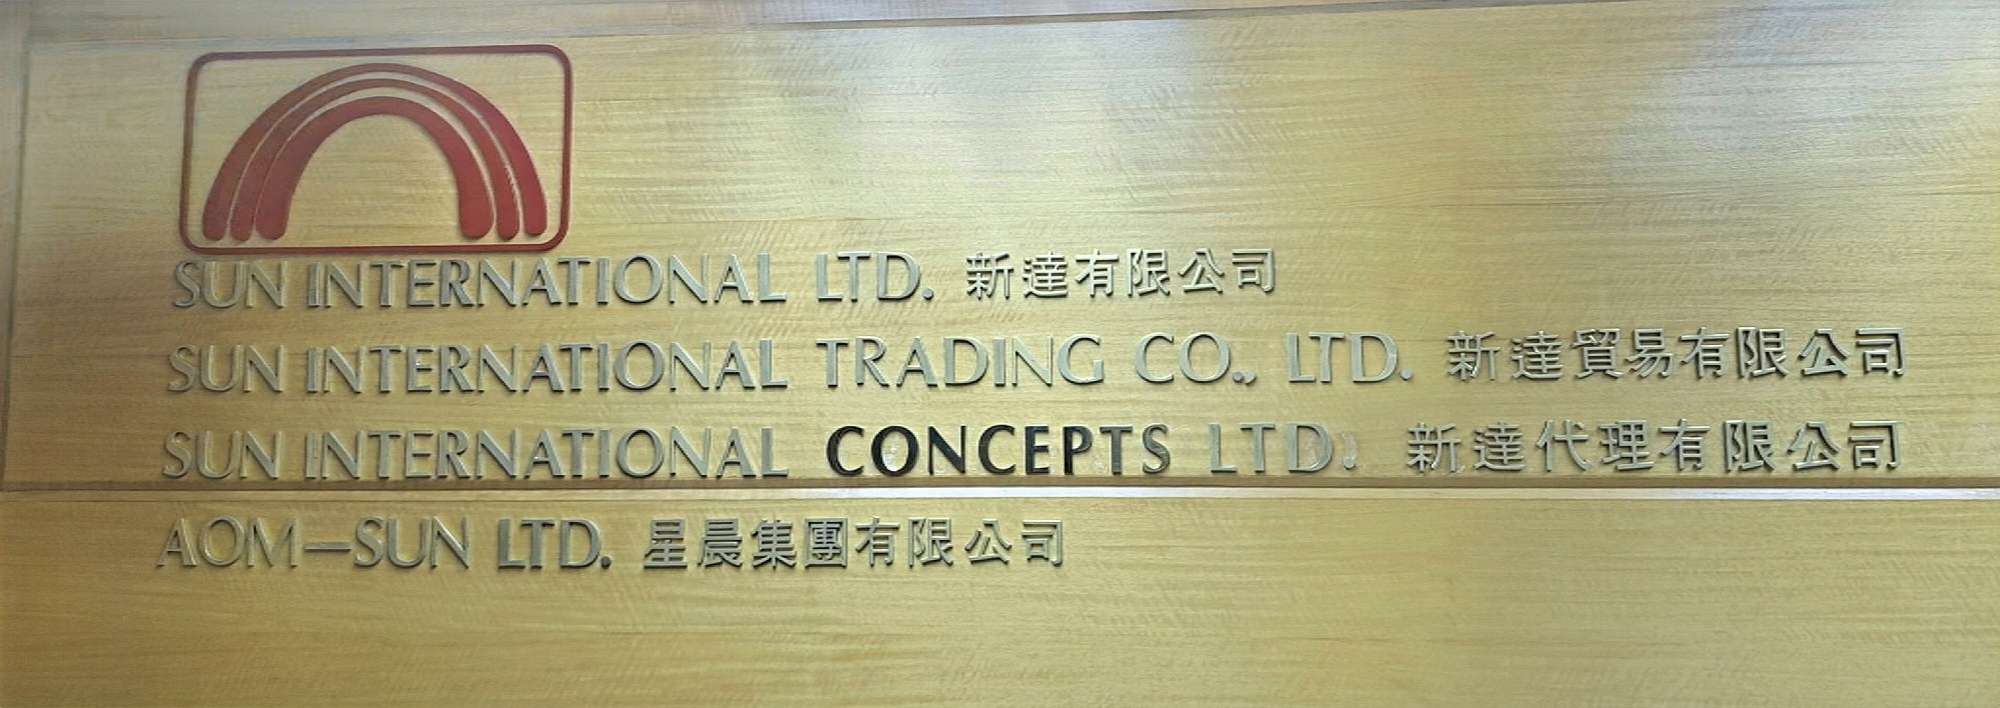 SUN INTERNATIONAL LTD. 新達有限公司
SUN INTERNATIONAL TRADING CO., LTD. 新達貿易有限公司
SUN INTERNATIONAL CONCEPTS LTD. 新達代理有限公司
AOM–SUN LTD. 星晨集團有限公司